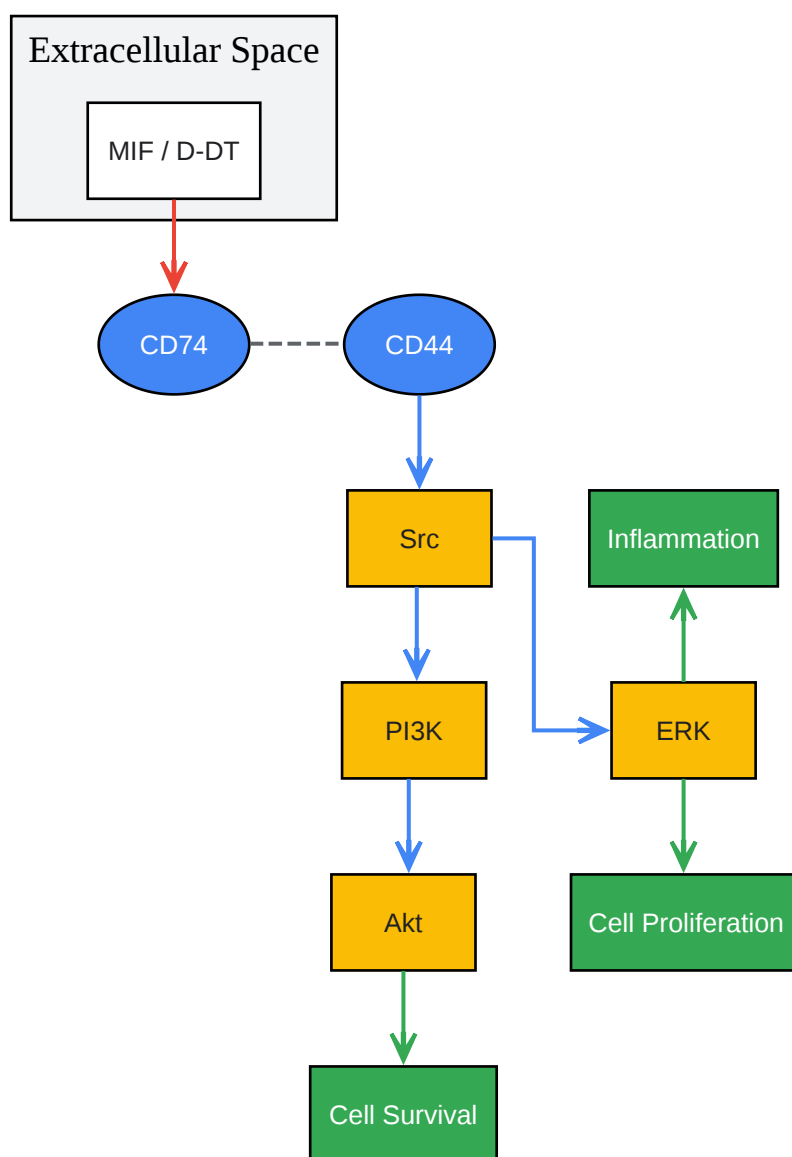 Extracellular Space
MIF / D-DT
CD74
CD44
Src
Inflammation
PI3K
ERK
Akt
Cell Proliferation
Cell Survival